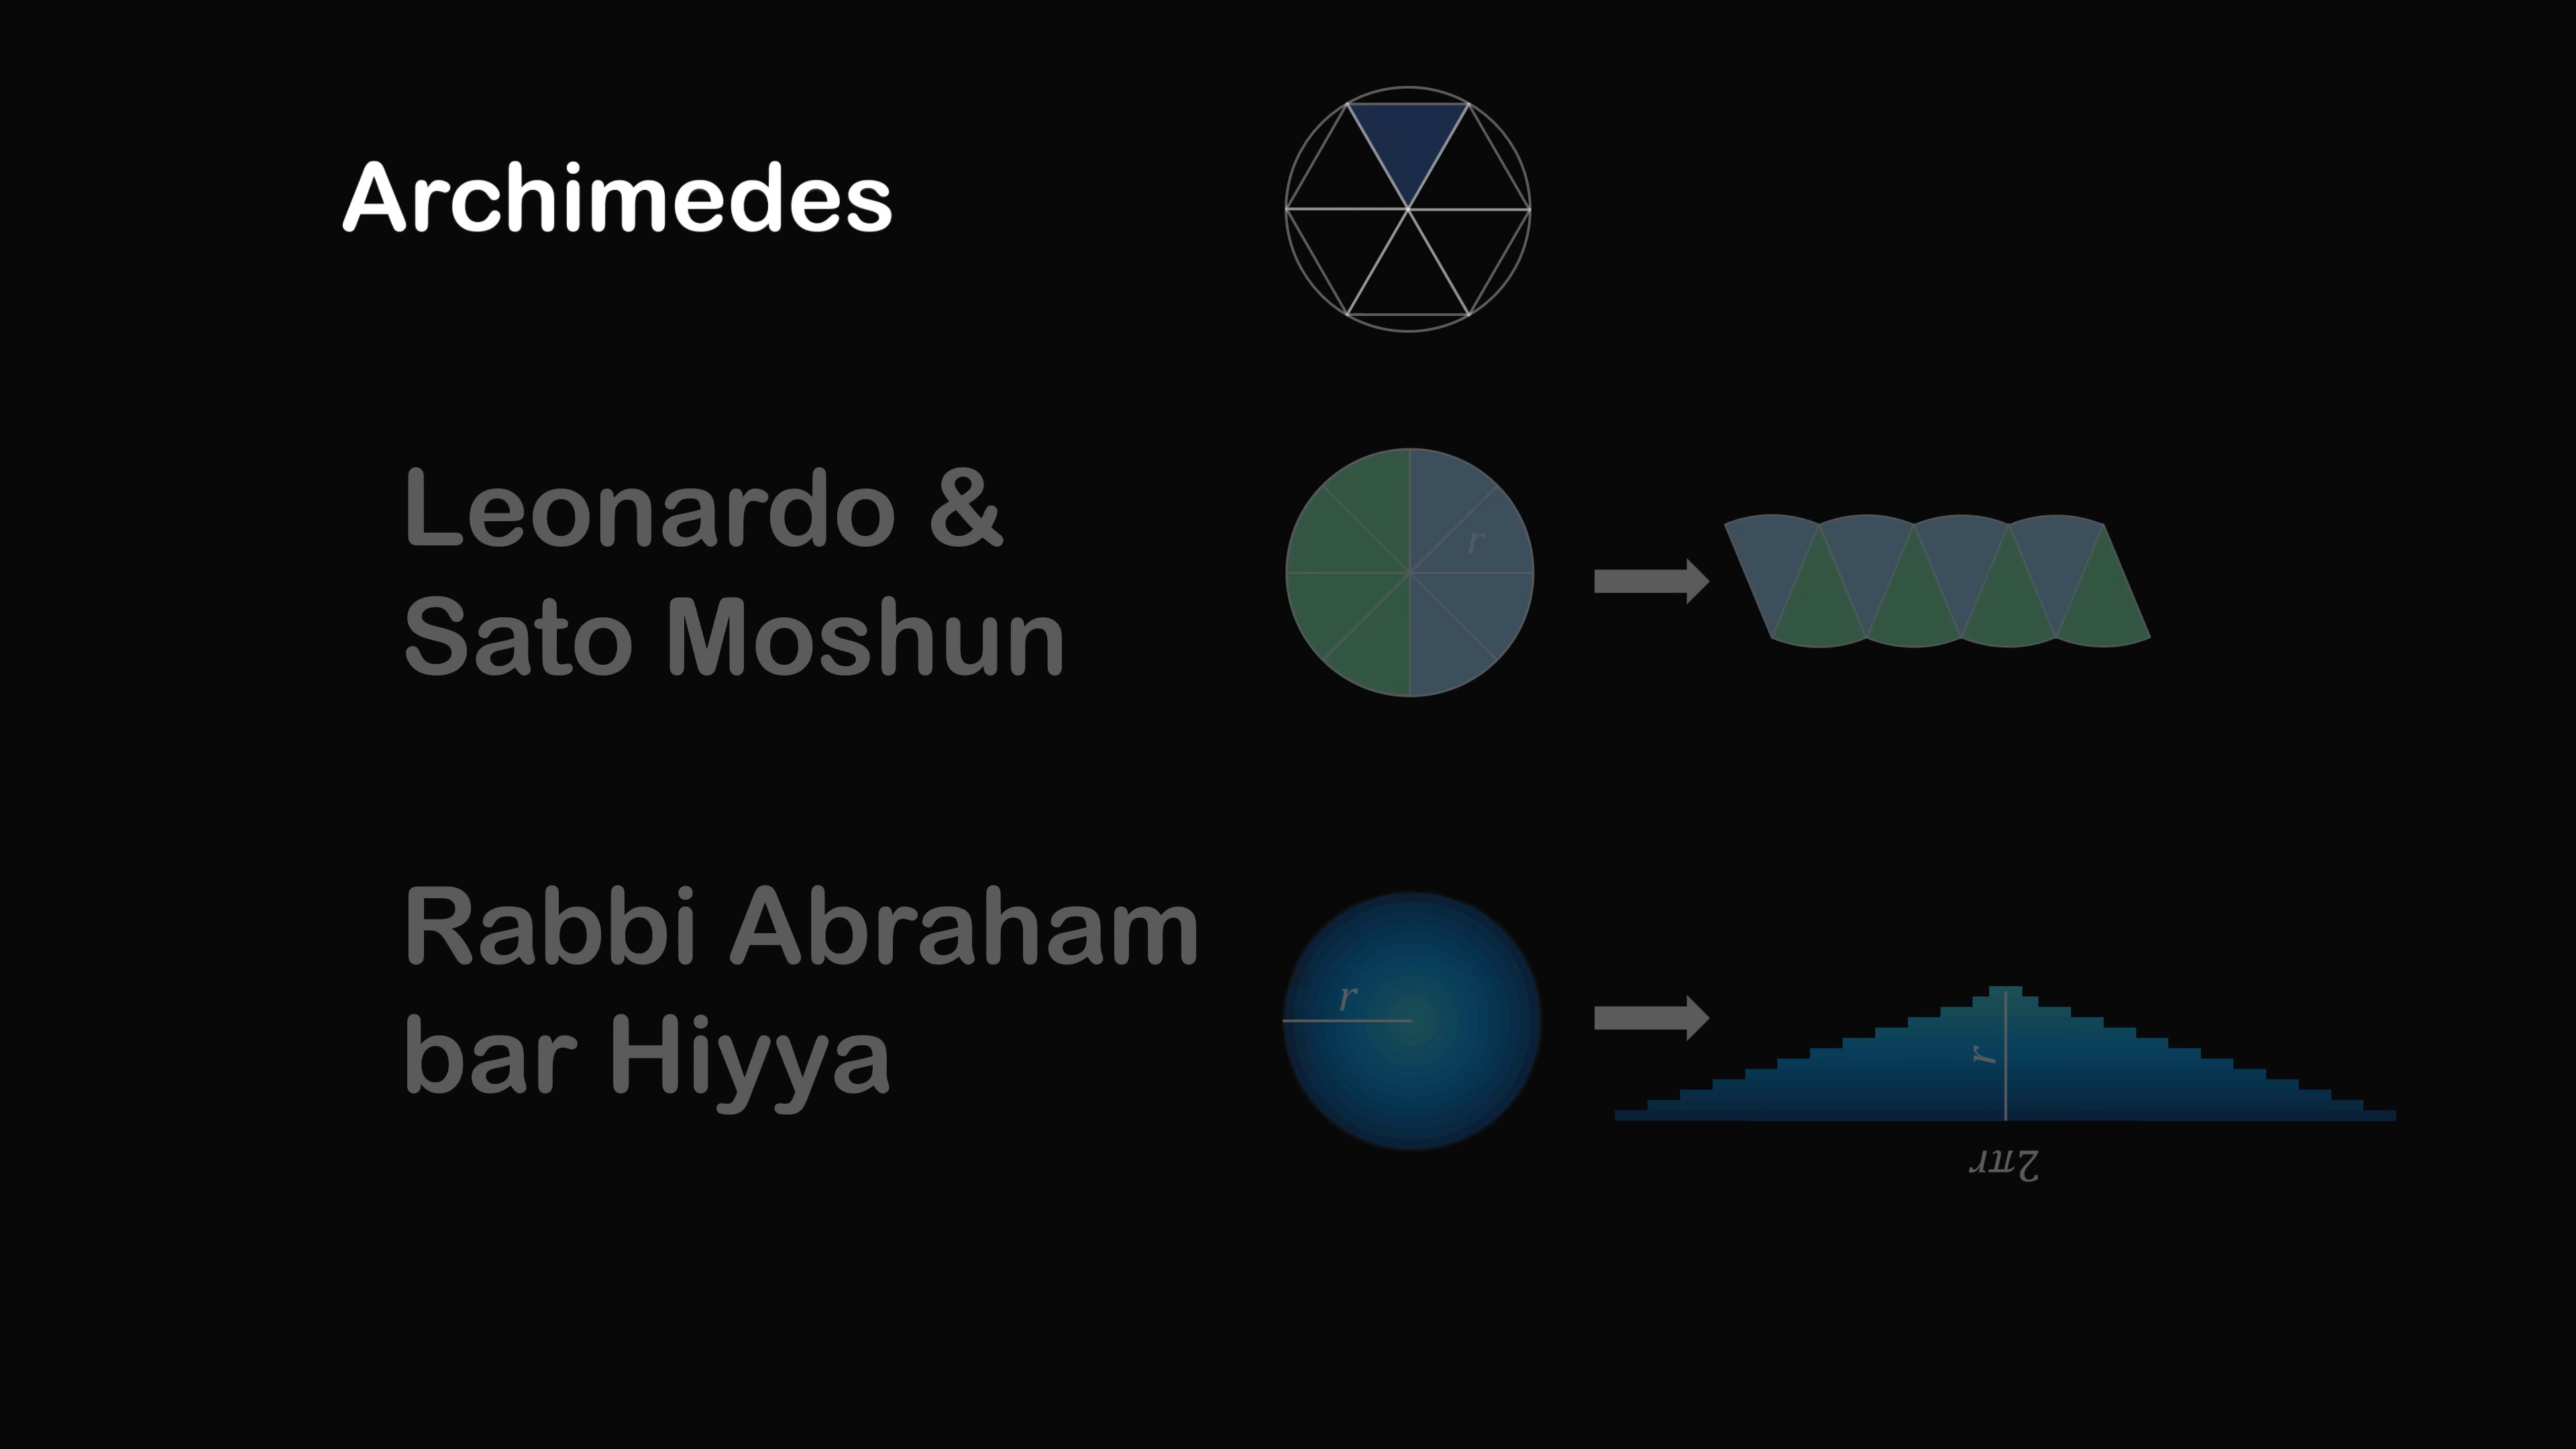 Archimedes
Leonardo &
Sato Moshun
r
Rabbi Abraham
bar Hiyya
r
r
2πr